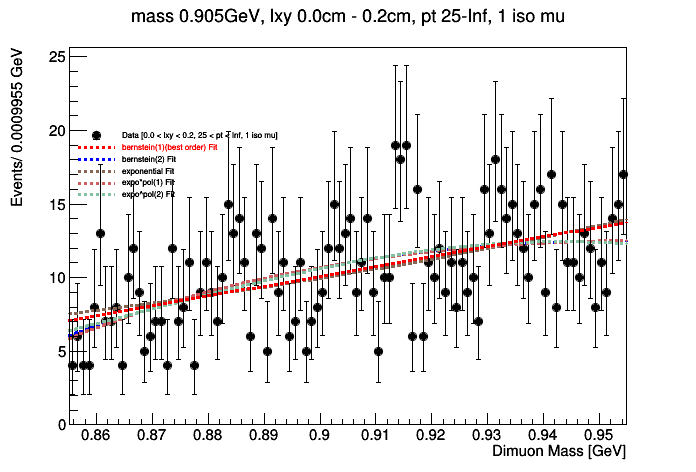 mass 0.905GeV, lxy 0.0cm - 0.2cm, pt 25-Inf, 1 iso mu
Events/ 0.0009955 GeV
25
20
15
10
5
0
Data [0.0 < lxy < 0.2, 25 < pt < Inf, 1 iso mu]
bernstein(1)(best order) Fit
bernstein(2) Fit
exponential Fit
expo*pol(1) Fit
expo*pol(2) Fit
0.86 0.87 0.88 0.89 0.9 0.91 0.92 0.93 0.94 0.95
Dimuon Mass [GeV]